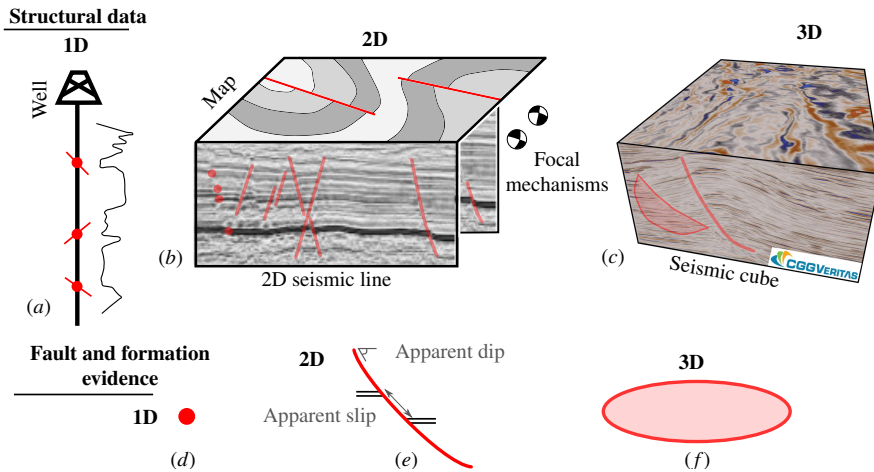 Structural data
1D
2D
3D
Well
Map
Focal
mechanisms
(a)
(b)
2D seismic line
(c)
Seismic cube
CGGVERITAS
Fault and formation
evidence
1D
(d)
2D
Apparent dip
Apparent slip
(e)
3D
(f)